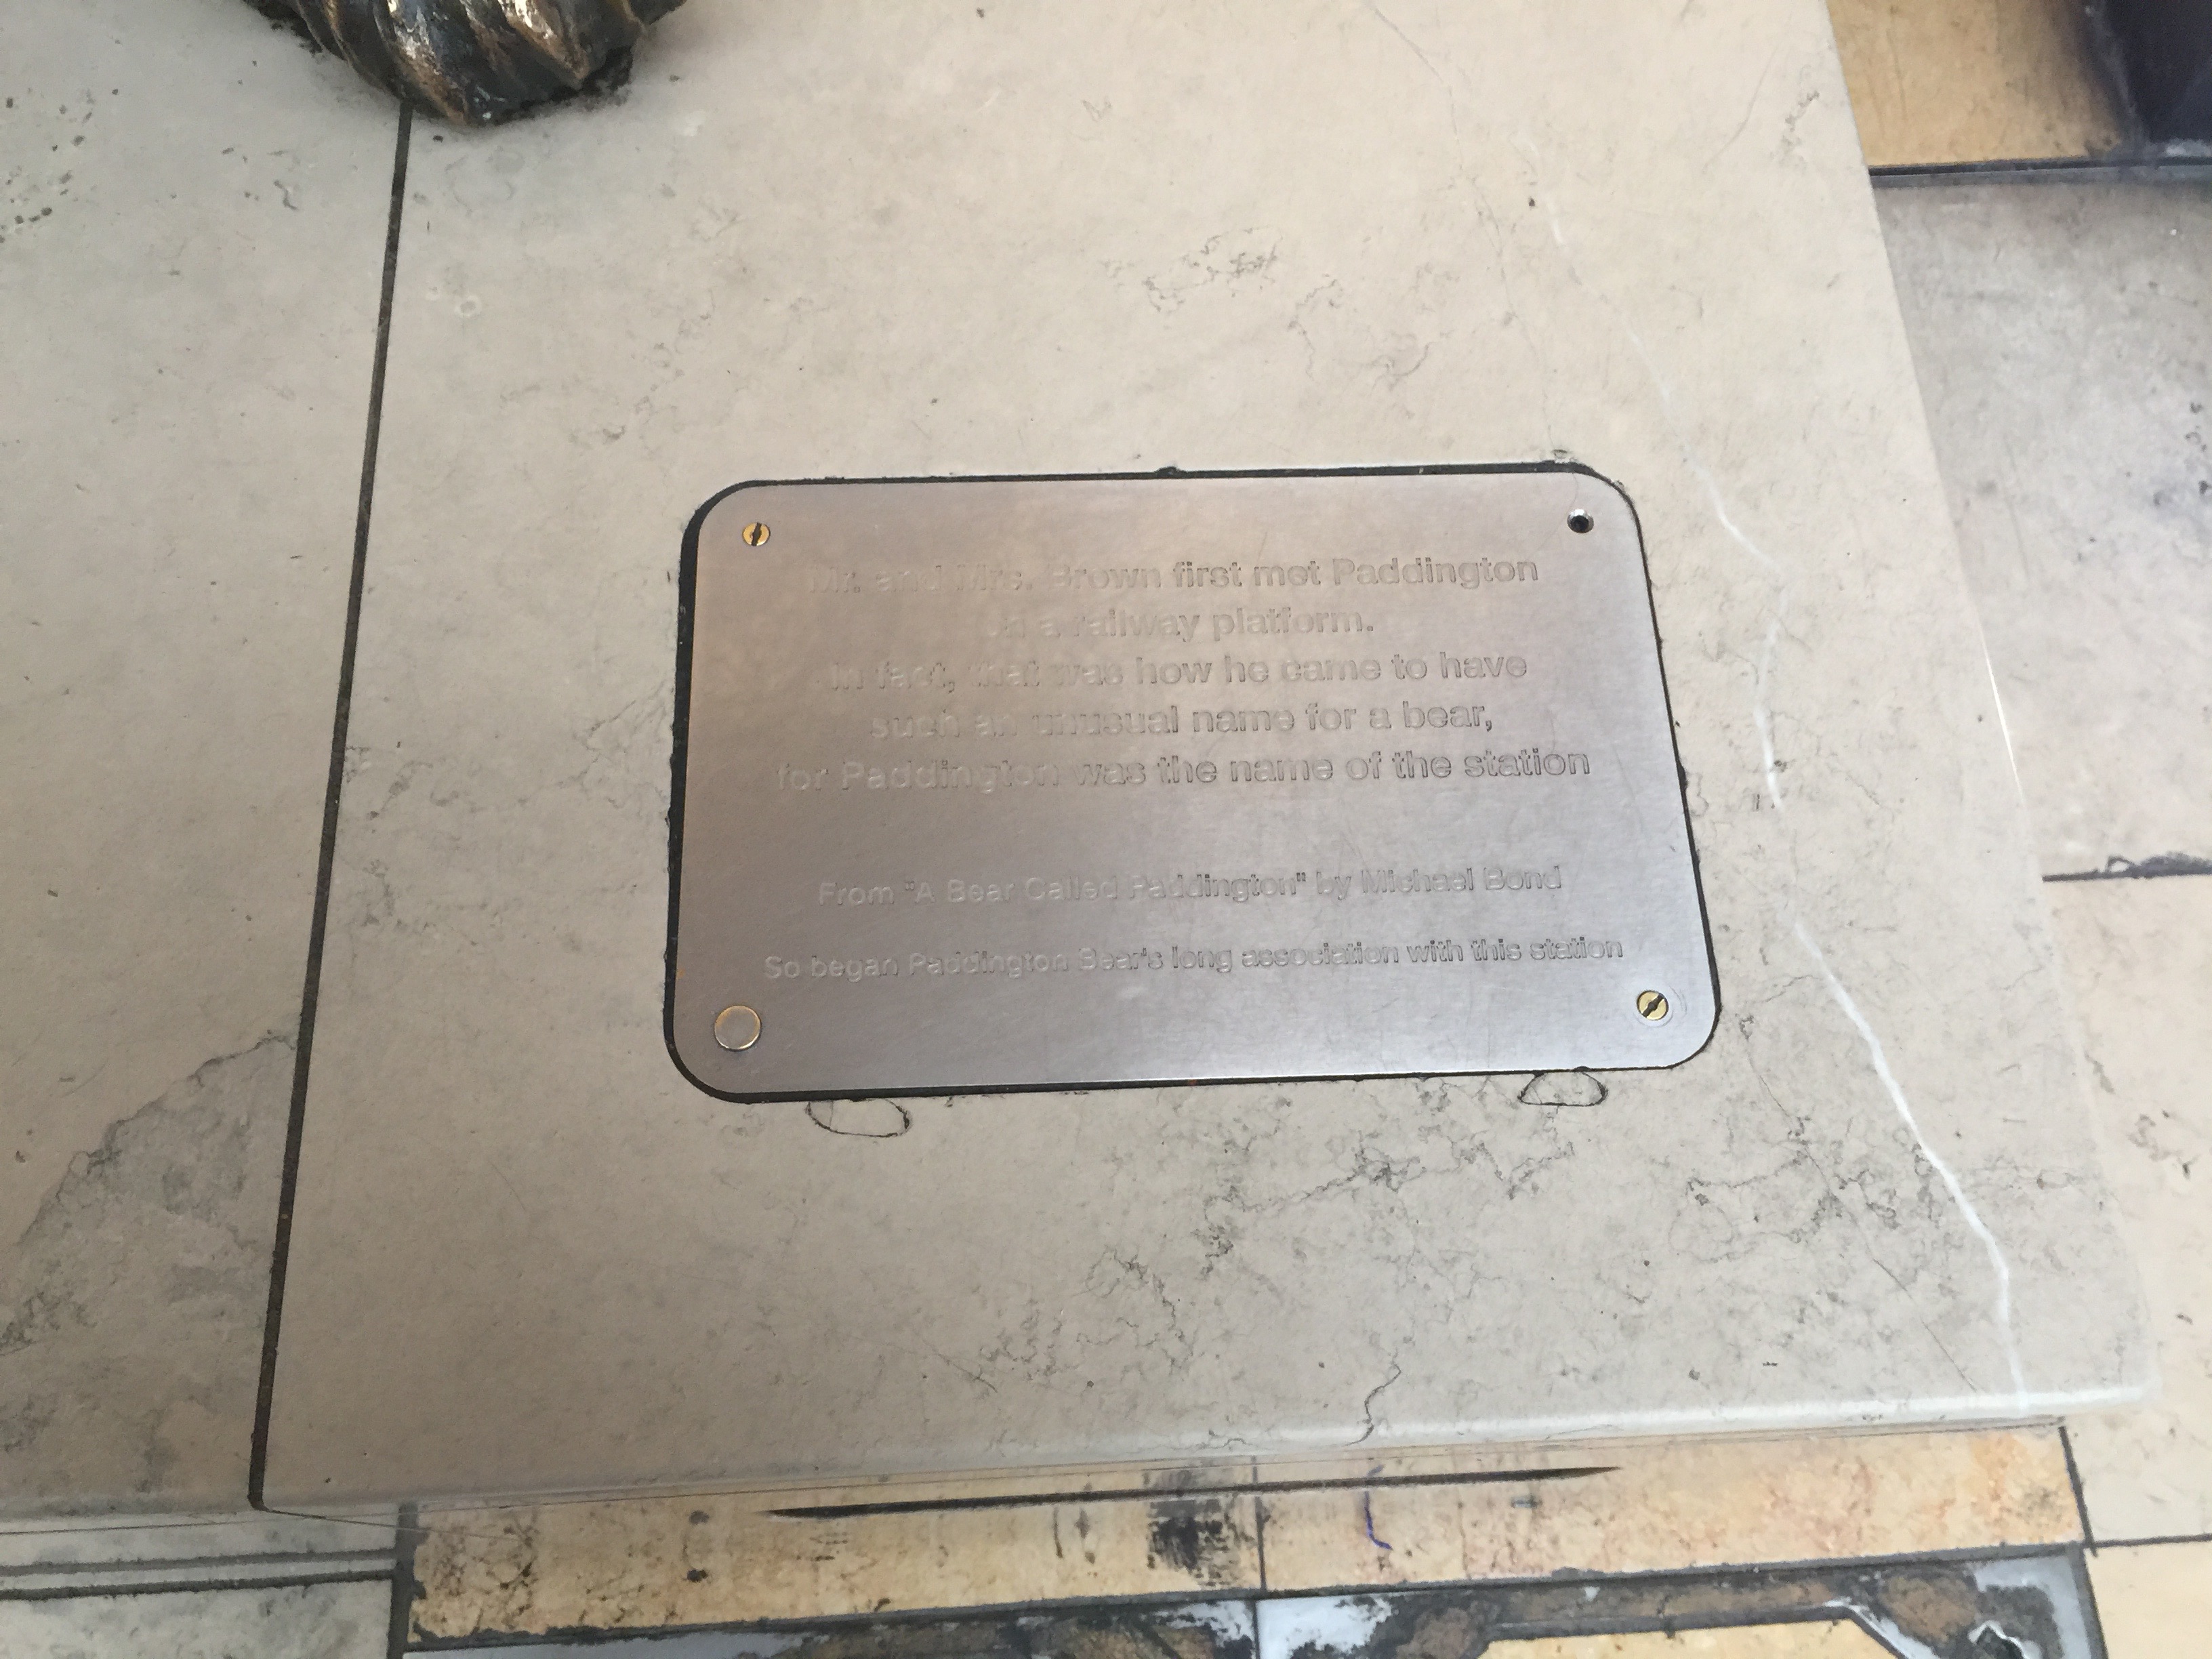 Mr. and Mrs. Brown first met Paddington
on a railway platform.
In fact, that was how he came to have
such an unusual name for a bear,
for Paddington was the name of the station
From "A Bear Called Paddington" by Michael Bond
So began Paddington Bear's long association with this station